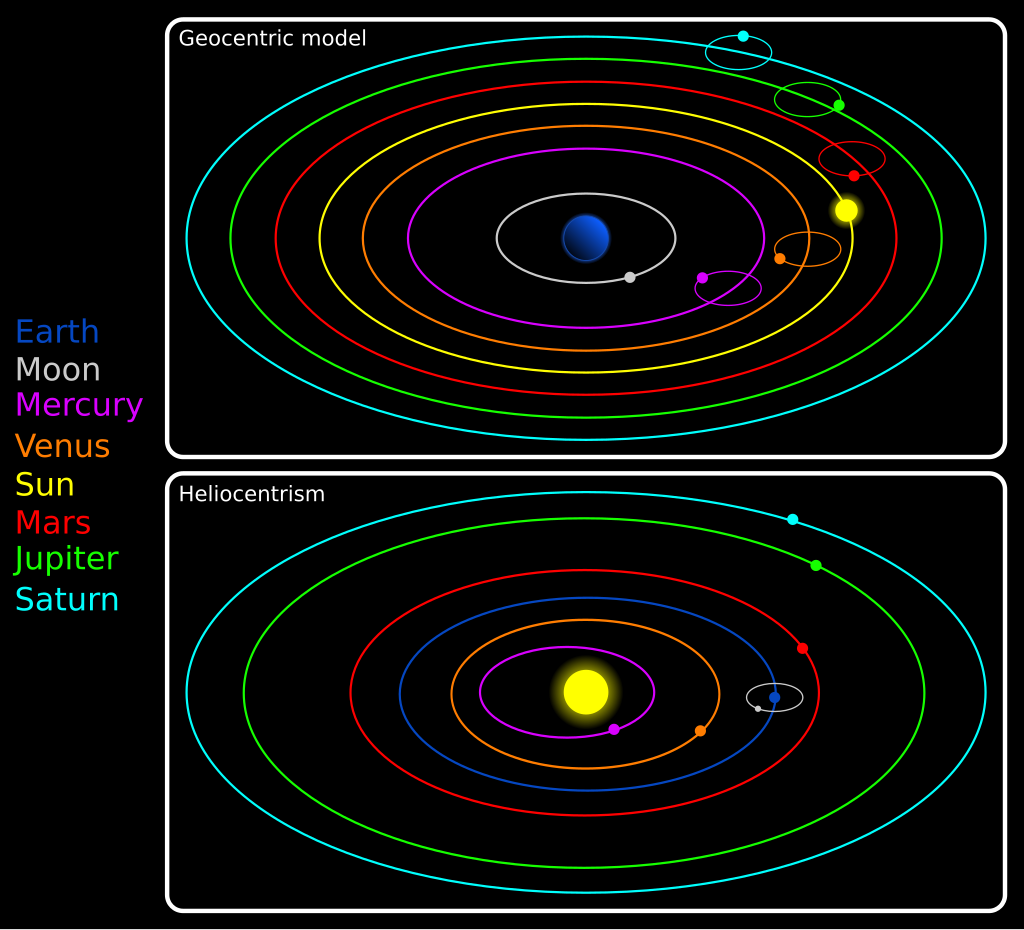 Geocentric model
Earth
Moon
Mercury
Venus
Sun
Mars
Jupiter
Saturn
Heliocentrism